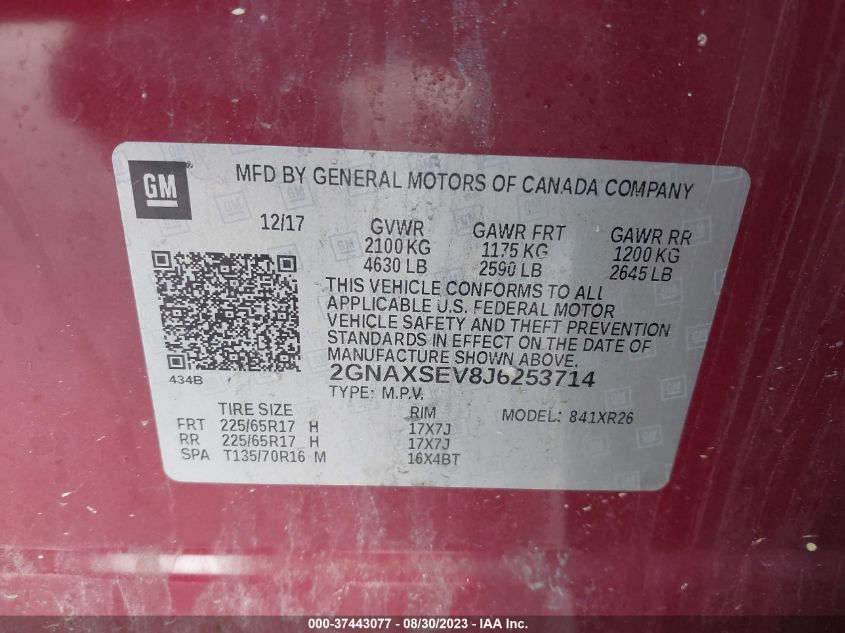 GM
MFD BY GENERAL MOTORS OF CANADA COMPANY
12/17
GVWR
2100 KG
4630 LB
GAWR FRT
1175 KG
2590 LB
GAWR RR
1200 KG
2645 LB
THIS VEHICLE CONFORMS TO ALL
APPLICABLE U.S. FEDERAL MOTOR
VEHICLE SAFETY AND THEFT PREVENTION
STANDARDS IN EFFECT ON THE DATE OF
MANUFACTURE SHOWN ABOVE.
434B
2GNAXSEV8J6253714
TYPE: M.P.V.
TIRE SIZE
RIM
MODEL: 841XR26
FRT 225/65R17 H 17X7J
RR 225/65R17 H 17X7J
SPA T135/70R16 M 16X4BT
000-37443077 - 08/30/2023 - IAA Inc.